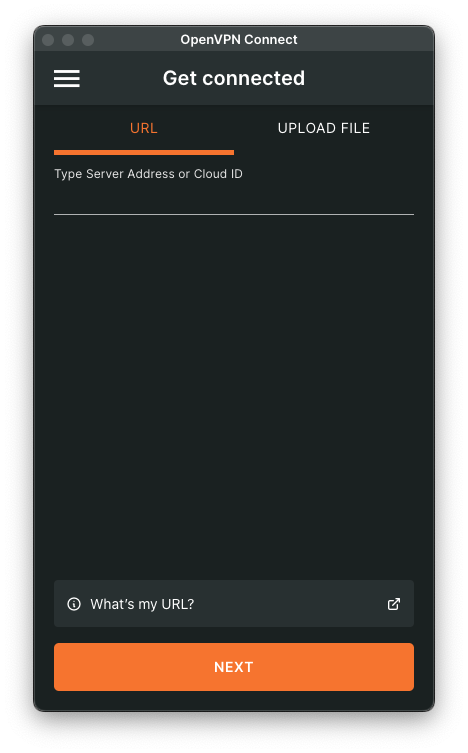 OpenVPN Connect
Get connected
URL
UPLOAD FILE
Type Server Address or Cloud ID
What's my URL?
NEXT